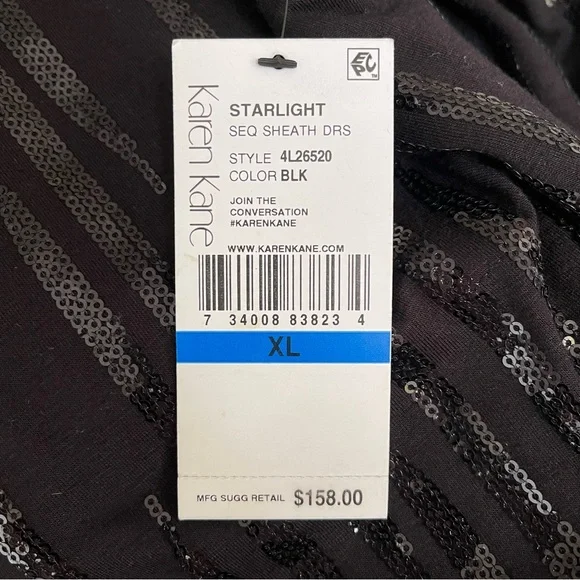 EPC™
Karen Kane
STARLIGHT
SEQ SHEATH DRS
STYLE 4L26520
COLOR BLK
JOIN THE
CONVERSATION
#KARENKANE
WWW.KARENKANE.COM
7 34008 83823 4
XL
MFG SUGG RETAIL $158.00